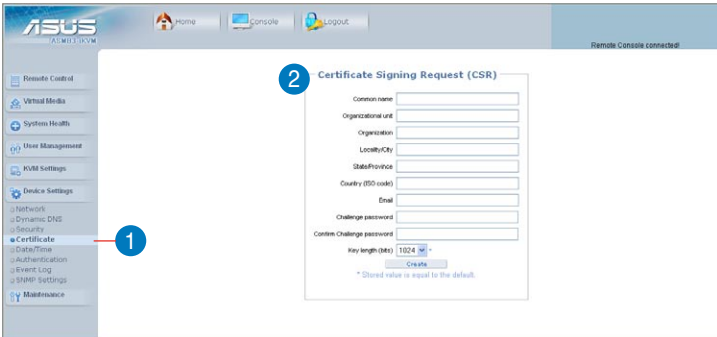 ASUS
ASMB3-iKVM
Home
Console
Logout
Remote Console connected!
Remote Control
Virtual Media
System Health
User Management
KVM Settings
Device Settings
Network
Dynamic DNS
Security
Certificate
Date/Time
Authentication
Event Log
SNMP Settings
Maintenance
1
2
Certificate Signing Request (CSR)
Common name
Organizational unit
Organization
Locality/City
State/Province
Country (ISO code)
Email
Challenge password
Confirm Challenge password
Key length (bits) 1024 *
Create
* Stored value is equal to the default.